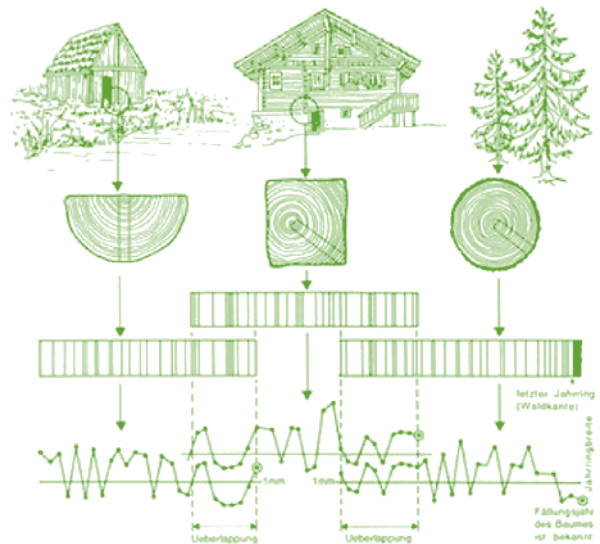 letzter Jahrring
(Waldkante)
Jahrringbreite
1mm
1mm
Fällungsjahr
des Baumes
ist bekannt
Ueberlappung
Ueberlappung